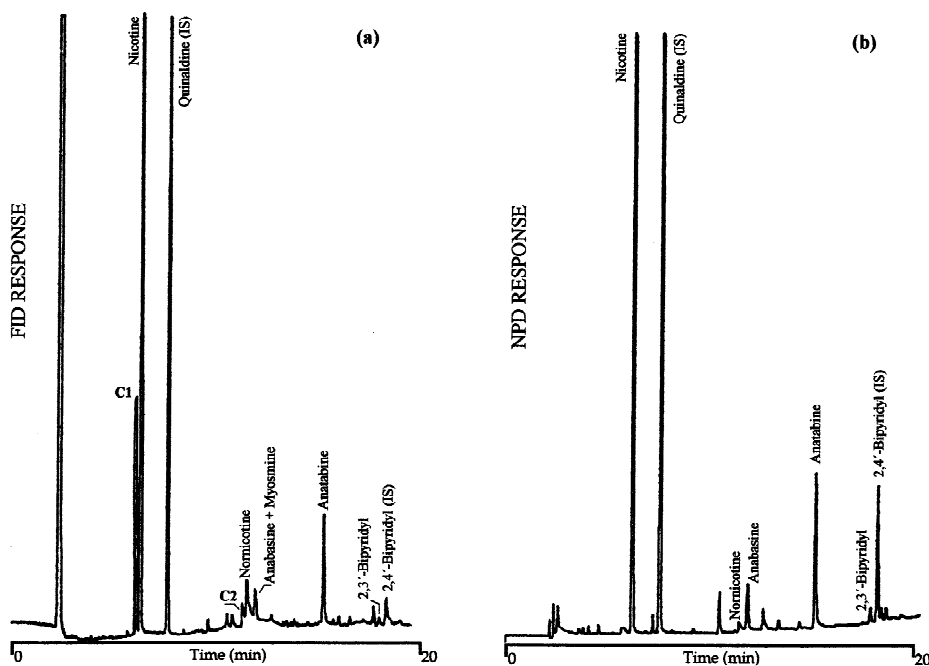 (a)
FID RESPONSE
C1
Nicotine
Quinaldine (IS)
C2
Nornicotine
Anabasine + Myosmine
Anatabine
2,3´-Bipyridyl
2,4´-Bipyridyl (IS)
0
Time (min)
20
(b)
NPD RESPONSE
Nicotine
Quinaldine (IS)
Nornicotine
Anabasine
Anatabine
2,3´-Bipyridyl
2,4´-Bipyridyl (IS)
0
Time (min)
20